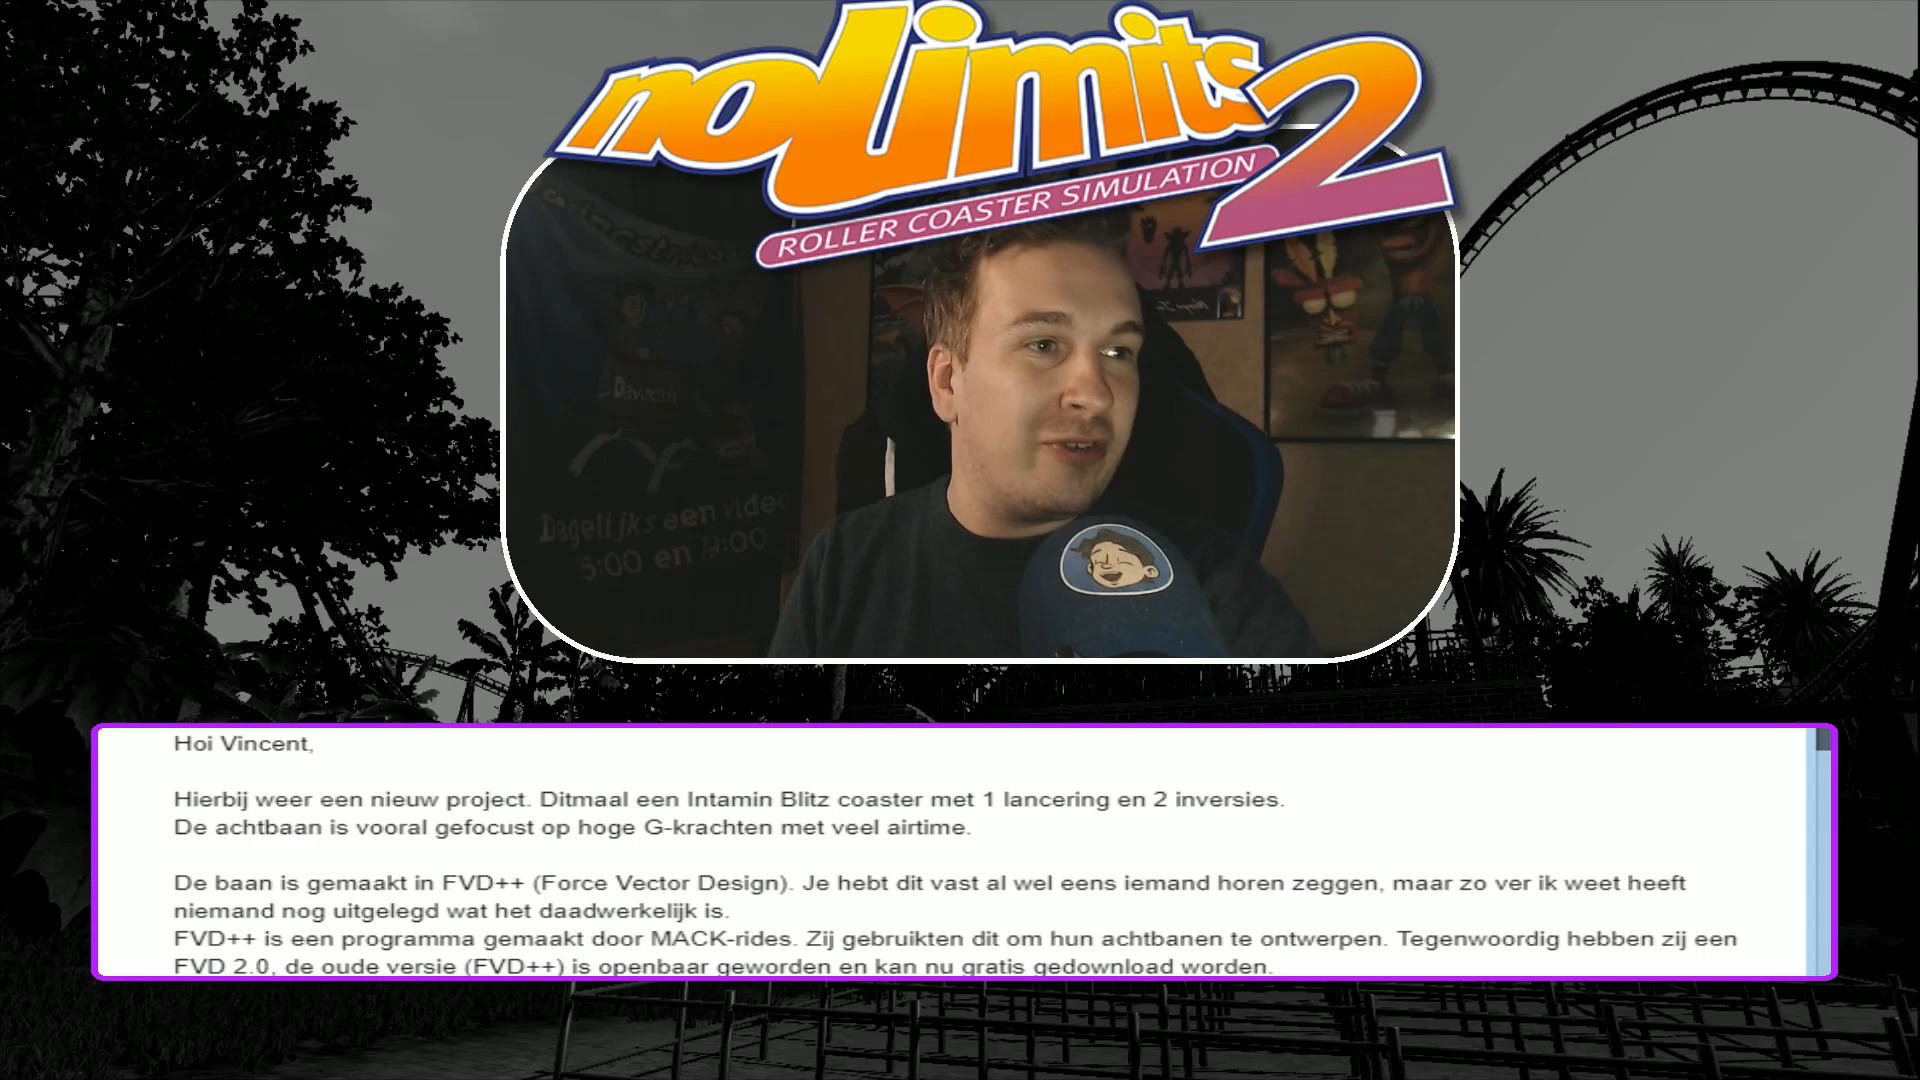 noLimits 2
ROLLER COASTER SIMULATION
Dagelijks een video
6:00 en 19:00
Hoi Vincent,
Hierbij weer een nieuw project. Ditmaal een Intamin Blitz coaster met 1 lancering en 2 inversies.
De achtbaan is vooral gefocust op hoge G-krachten met veel airtime.
De baan is gemaakt in FVD++ (Force Vector Design). Je hebt dit vast al wel eens iemand horen zeggen, maar zo ver ik weet heeft
niemand nog uitgelegd wat het daadwerkelijk is.
FVD++ is een programma gemaakt door MACK-rides. Zij gebruikten dit om hun achtbanen te ontwerpen. Tegenwoordig hebben zij een
FVD 2.0, de oude versie (FVD++) is openbaar geworden en kan nu gratis gedownload worden.